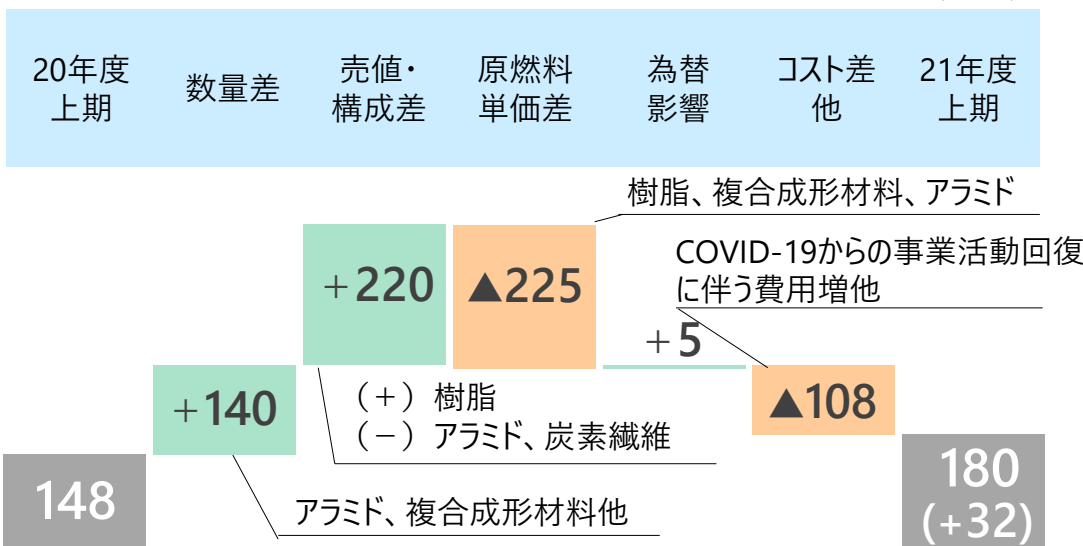 20年度
上期
数量差
売値・
構成差
原燃料
単価差
為替
影響
コスト差
他
21年度
上期
樹脂、複合成形材料、アラミド
COVID-19からの事業活動回復
に伴う費用増他
+220
▲225
+5
+140
(+) 樹脂
(-) アラミド、炭素繊維
▲108
148
アラミド、複合成形材料他
180
(+32)